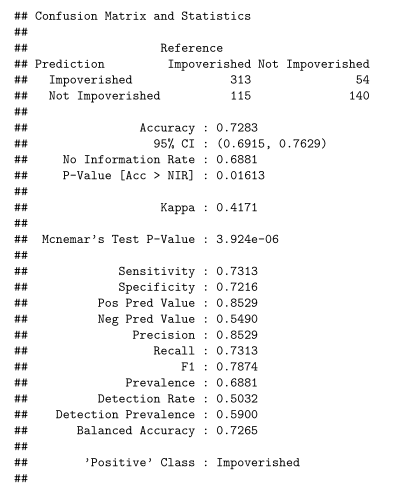 ## Confusion Matrix and Statistics
##
##                   Reference
## Prediction         Impoverished Not Impoverished
##   Impoverished              313               54
##   Not Impoverished          115              140
##
##                Accuracy : 0.7283
##                  95% CI : (0.6915, 0.7629)
##     No Information Rate : 0.6881
##     P-Value [Acc > NIR] : 0.01613
##
##                   Kappa : 0.4171
##
##  Mcnemar's Test P-Value : 3.924e-06
##
##             Sensitivity : 0.7313
##             Specificity : 0.7216
##          Pos Pred Value : 0.8529
##          Neg Pred Value : 0.5490
##               Precision : 0.8529
##                  Recall : 0.7313
##                      F1 : 0.7874
##              Prevalence : 0.6881
##          Detection Rate : 0.5032
##    Detection Prevalence : 0.5900
##       Balanced Accuracy : 0.7265
##
##        'Positive' Class : Impoverished
##